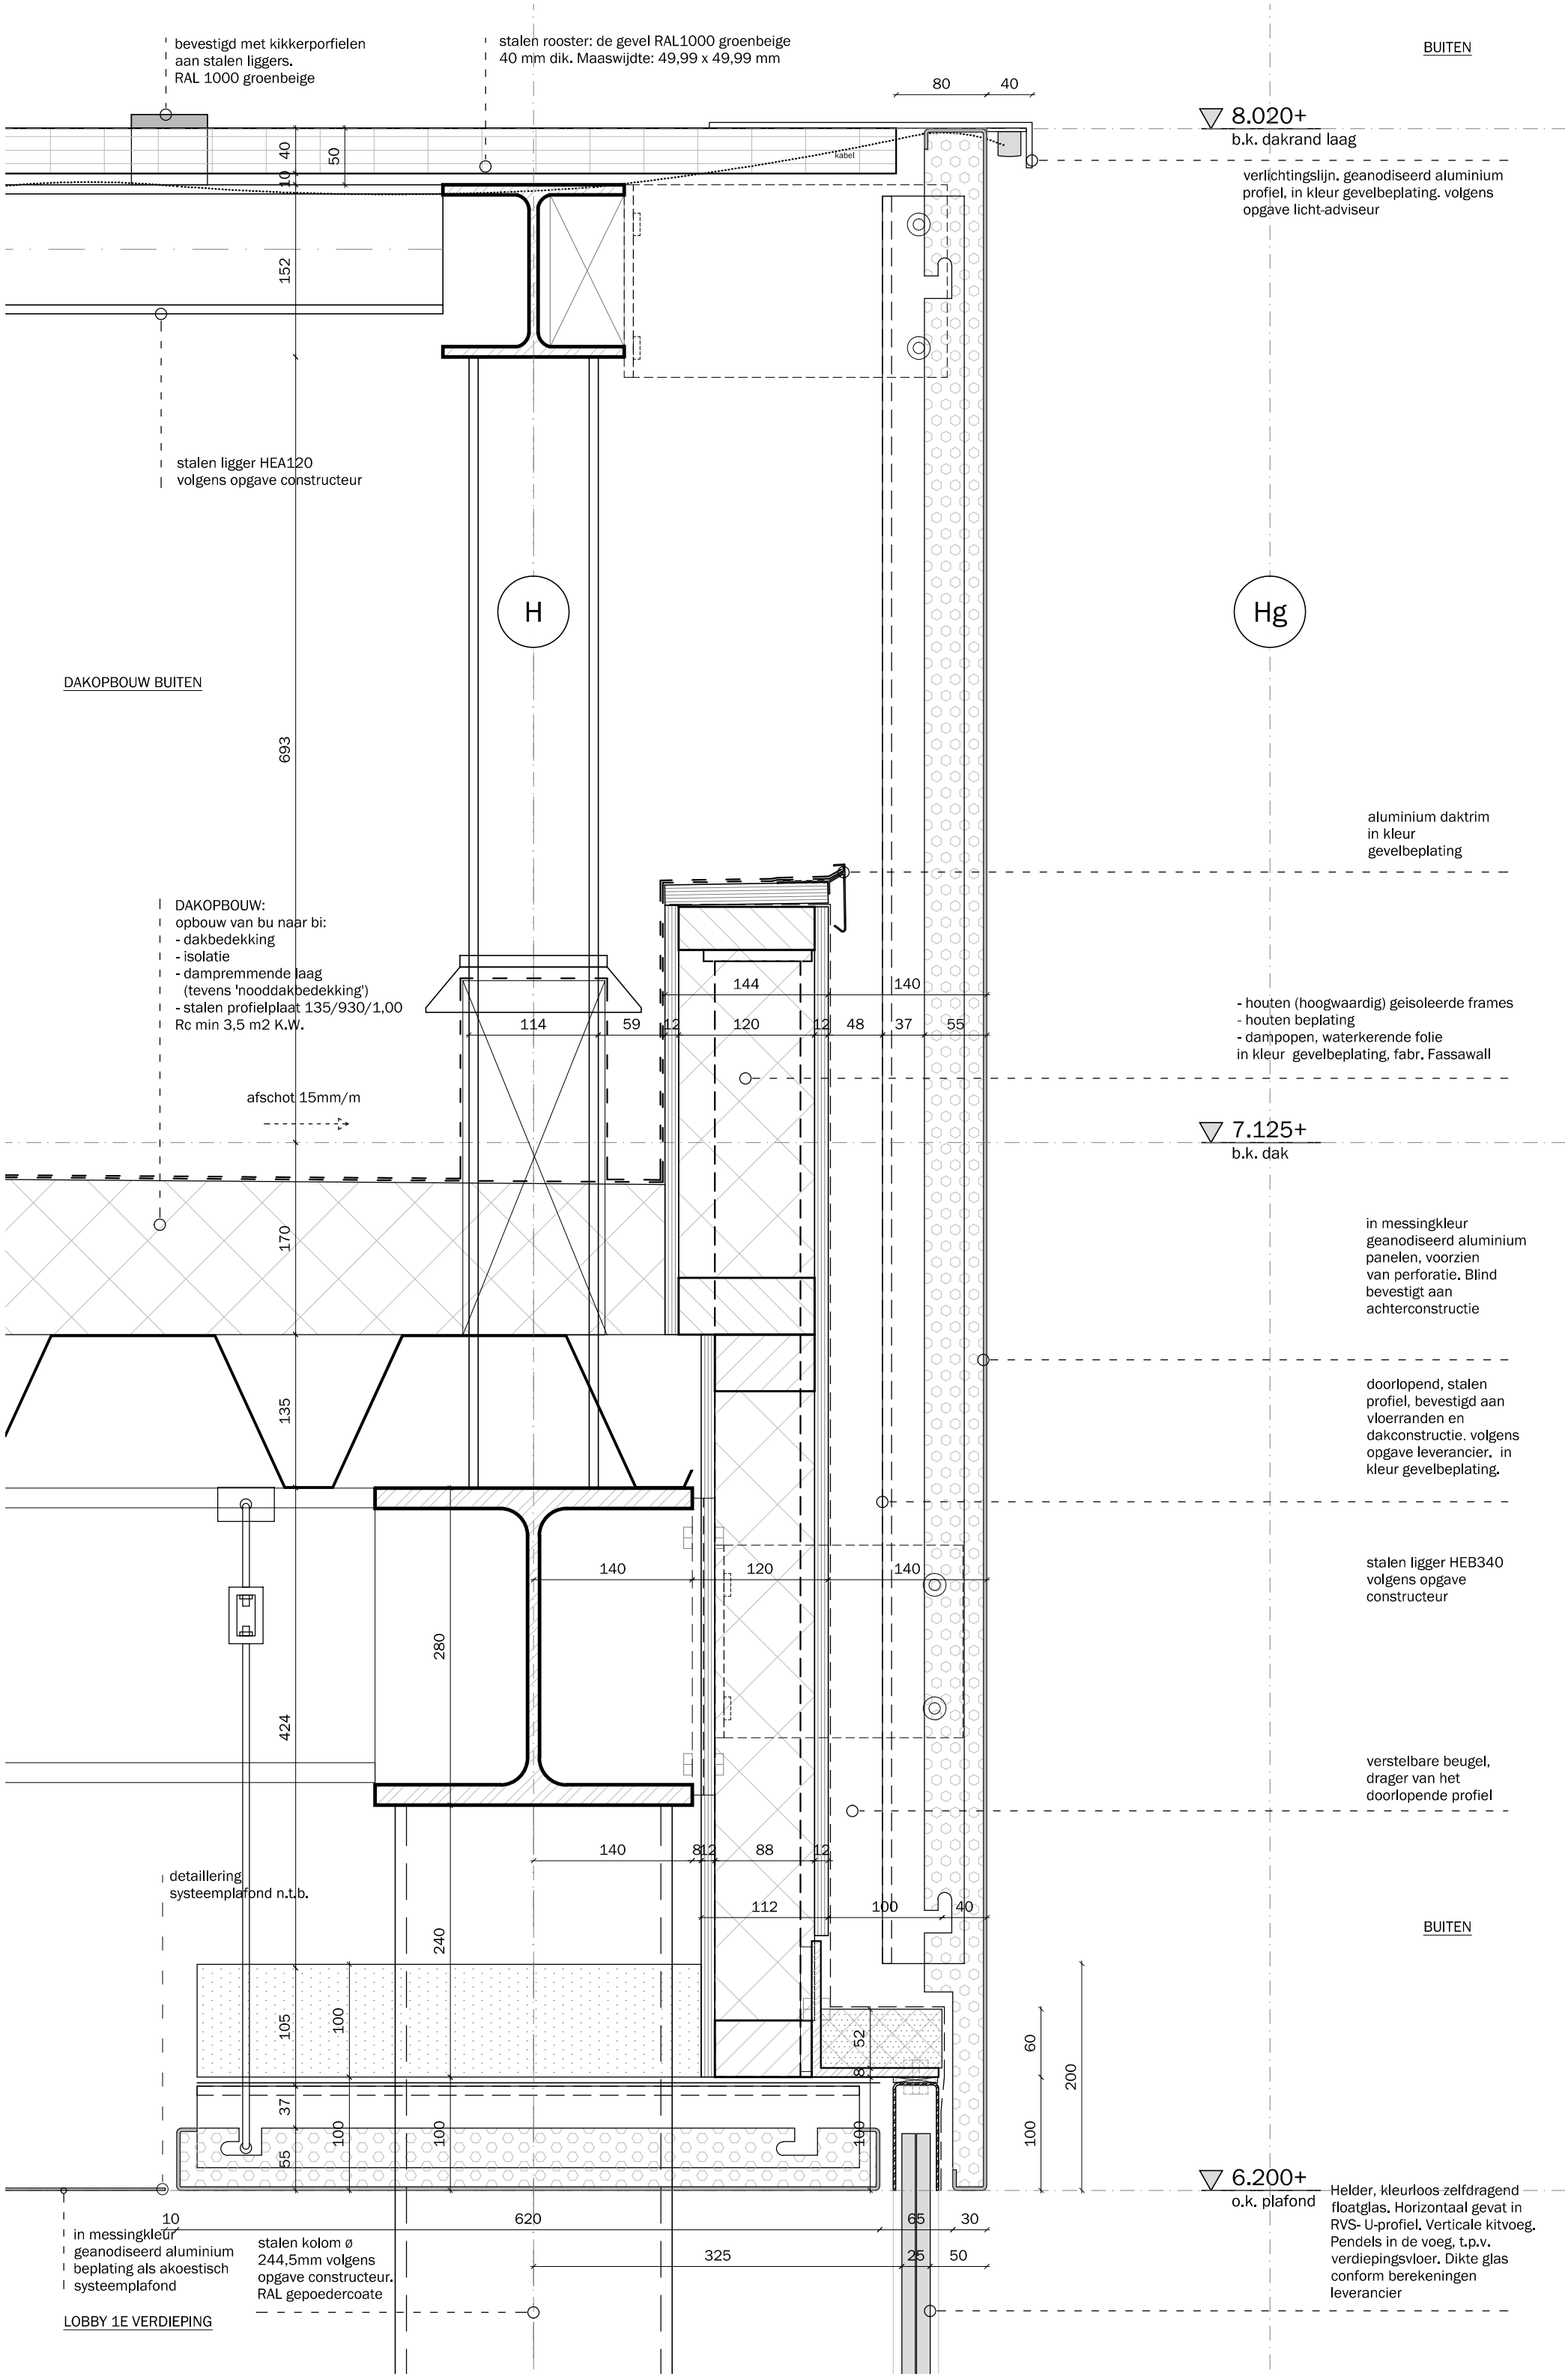 bevestigd met kikkerporfielen
aan stalen liggers.
RAL 1000 groenbeige
stalen rooster: de gevel RAL1000 groenbeige
40 mm dik. Maaswijdte: 49,99 x 49,99 mm
BUITEN
80
40
8.020+
b.k. dakrand laag
40
50
10
kabel
verlichtingslijn. geanodiseerd aluminium
profiel, in kleur gevelbeplating. volgens
opgave licht-adviseur
152
stalen ligger HEA120
volgens opgave constructeur
H
Hg
DAKOPBOUW BUITEN
693
aluminium daktrim
in kleur
gevelbeplating
DAKOPBOUW:
opbouw van bu naar bi:
- dakbedekking
- isolatie
- dampremmende laag
(tevens 'nooddakbedekking')
- stalen profielplaat 135/930/1,00
Rc min 3,5 m2 K.W.
144
140
114
59
12
120
12
48
37
55
- houten (hoogwaardig) geisoleerde frames
- houten beplating
- dampopen, waterkerende folie
in kleur gevelbeplating, fabr. Fassawall
afschot 15mm/m
7.125+
b.k. dak
170
in messingkleur
geanodiseerd aluminium
panelen, voorzien
van perforatie. Blind
bevestigt aan
achterconstructie
135
doorlopend, stalen
profiel, bevestigd aan
vloerranden en
dakconstructie. volgens
opgave leverancier. in
kleur gevelbeplating.
140
120
140
stalen ligger HEB340
volgens opgave
constructeur
280
424
verstelbare beugel,
drager van het
doorlopende profiel
140
8
12
88
12
detaillering
systeemplafond n.t.b.
112
100
40
BUITEN
240
105
100
52
8
60
200
37
55
100
100
100
100
6.200+
o.k. plafond
Helder, kleurloos zelfdragend
floatglas. Horizontaal gevat in
RVS- U-profiel. Verticale kitvoeg.
Pendels in de voeg, t.p.v.
verdiepingsvloer. Dikte glas
conform berekeningen
leverancier
10
620
65
30
325
25
50
in messingkleur
geanodiseerd aluminium
beplating als akoestisch
systeemplafond
stalen kolom ø
244,5mm volgens
opgave constructeur.
RAL gepoedercoate
LOBBY 1E VERDIEPING